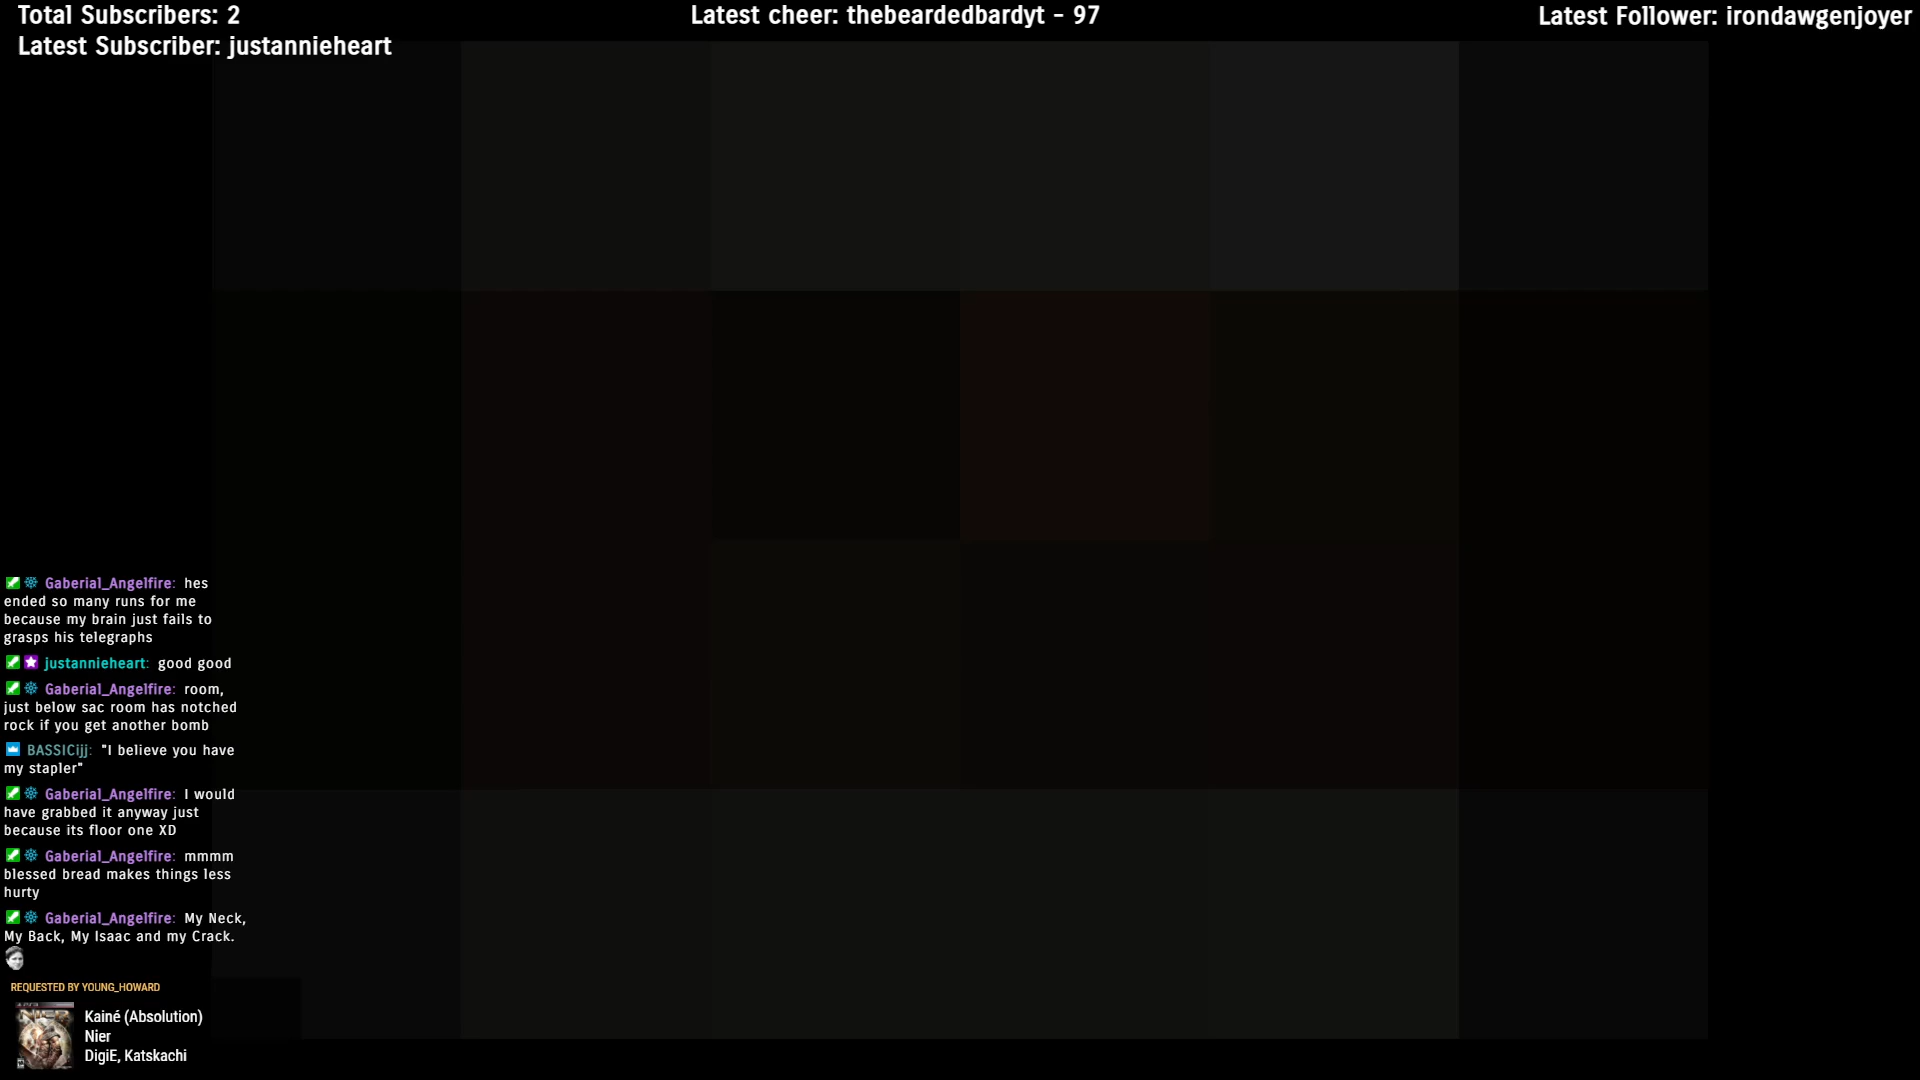 Total Subscribers: 2
Latest Subscriber: justannieheart
Latest cheer: thebeardedbardyt - 97
Latest Follower: irondawgenjoyer
Gaberial_Angelfire: hes
ended so many runs for me
because my brain just fails to
grasps his telegraphs
justannieheart: good good
Gaberial_Angelfire: room,
just below sac room has notched
rock if you get another bomb
BASSICijj: "I believe you have
my stapler"
Gaberial_Angelfire: I would
have grabbed it anyway just
because its floor one XD
Gaberial_Angelfire: mmmm
blessed bread makes things less
hurty
Gaberial_Angelfire: My Neck,
My Back, My Isaac and my Crack.
REQUESTED BY YOUNG_HOWARD
Kainé (Absolution)
Nier
DigiE, Katskachi